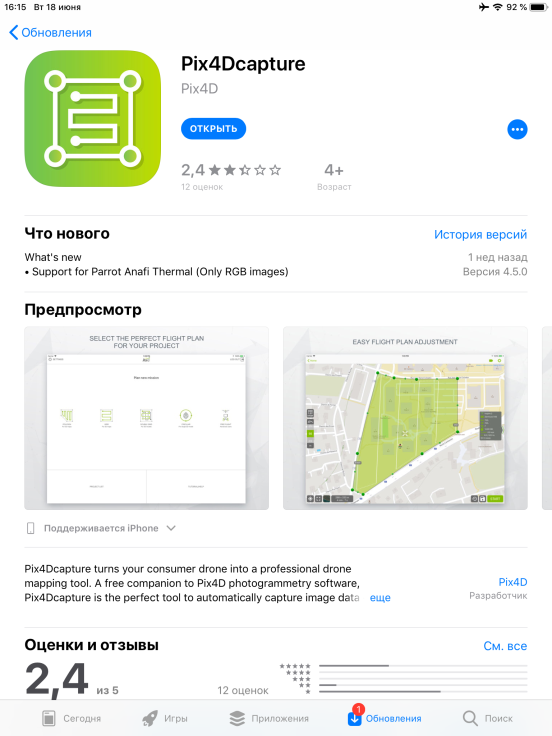 16:15 Вт 18 июня
92 %
Обновления
Pix4Dcapture
Pix4D
ОТКРЫТЬ
2,4
4+
12 оценок
Возраст
Что нового
История версий
What's new
1 нед назад
• Support for Parrot Anafi Thermal (Only RGB images)
Версия 4.5.0
Предпросмотр
SELECT THE PERFECT FLIGHT PLAN
FOR YOUR PROJECT
EASY FLIGHT PLAN ADJUSTMENT
Поддерживается iPhone
Pix4Dcapture turns your consumer drone into a professional drone
mapping tool. A free companion to Pix4D photogrammetry software,
Pix4Dcapture is the perfect tool to automatically capture image data
еще
Pix4D
Разработчик
Оценки и отзывы
См. все
2,4 из 5
12 оценок
1
Сегодня
Игры
Приложения
Обновления
Поиск